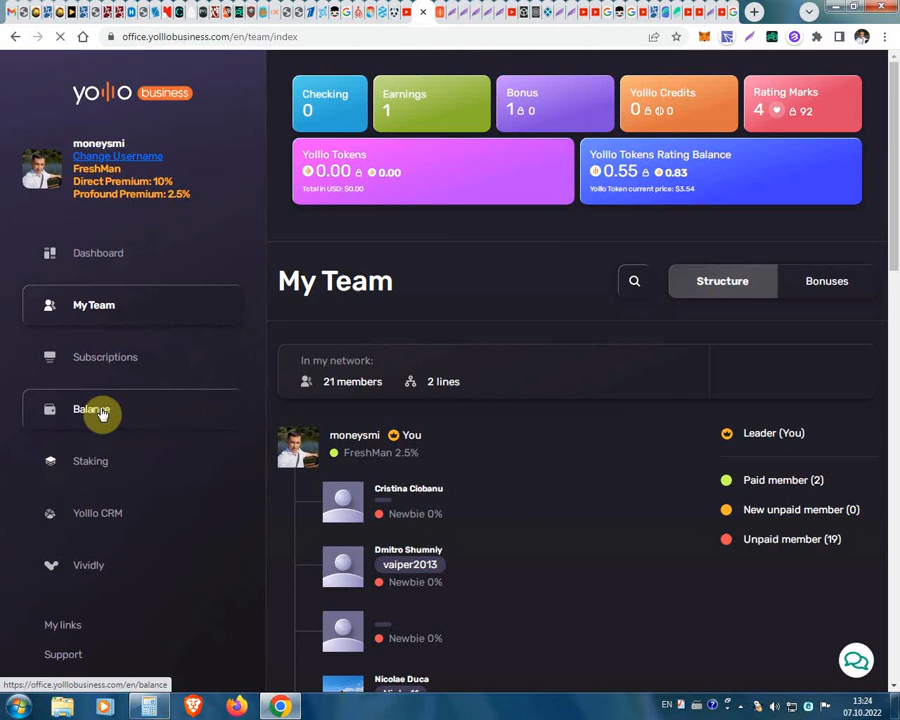 office.yolllobusiness.com/en/team/index
yollo business
moneysmi
Change Username
FreshMan
Direct Premium: 10%
Profound Premium: 2.5%
Dashboard
My Team
Subscriptions
Balance
Staking
Yolllo CRM
Vividly
My links
Support
https://office.yolllobusiness.com/en/balance
Checking
0
Earnings
1
Bonus
1 0
Yolllo Credits
0 0
Rating Marks
4 92
Yolllo Tokens
0.00 0.00
Total in USD: $0.00
Yolllo Tokens Rating Balance
0.55 0.83
Yolllo Token current price: $3.54
My Team
Structure
Bonuses
In my network:
21 members 2 lines
moneysmi You
FreshMan 2.5%
Cristina Ciobanu
Newbie 0%
Dmitro Shumniy
vaiper2013
Newbie 0%
Newbie 0%
Nicolae Duca
Leader (You)
Paid member (2)
New unpaid member (0)
Unpaid member (19)
EN
13:24
07.10.2022